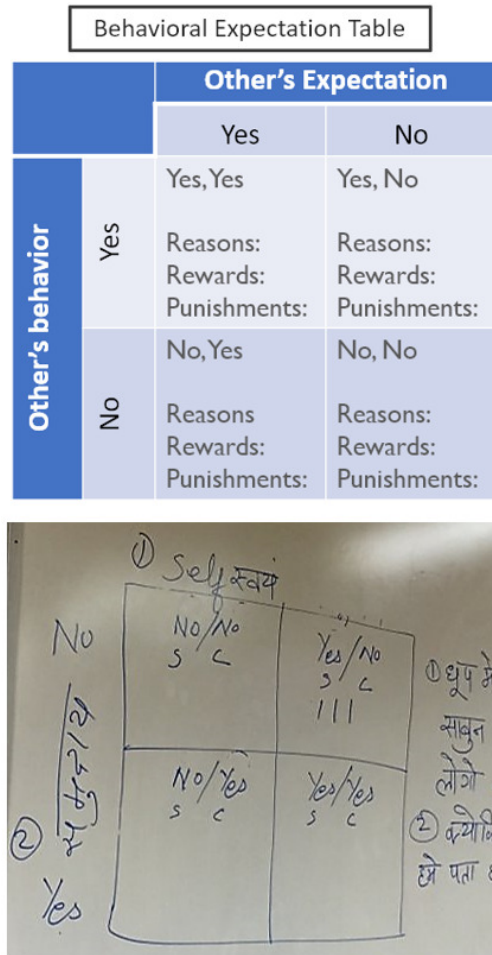 Behavioral Expectation Table
Other's Expectation
Yes No
Other's behavior
Yes
Yes, Yes
Reasons:
Rewards:
Punishments:
Yes, No
Reasons:
Rewards:
Punishments:
No
No, Yes
Reasons
Rewards:
Punishments:
No, No
Reasons:
Rewards:
Punishments:
① Self स्वयं
No
② समुदाय
Yes
No/No
S C
Yes/No
S C
|||
No/Yes
S C
Yes/Yes
S C
① धूप में
साबुन
लोगो
② क्योंकि
हमे पता